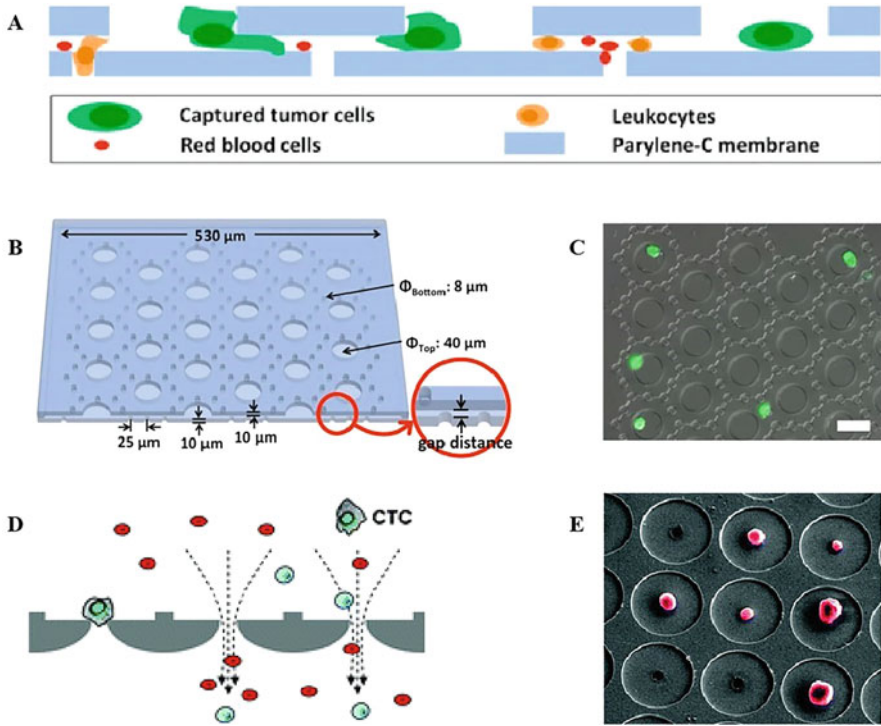 A
Captured tumor cells
Leukocytes
Red blood cells
Parylene-C membrane
B
530 µm
ΦBottom: 8 µm
ΦTop: 40 µm
25 µm
10 µm
10 µm
gap distance
C
D
CTC
E